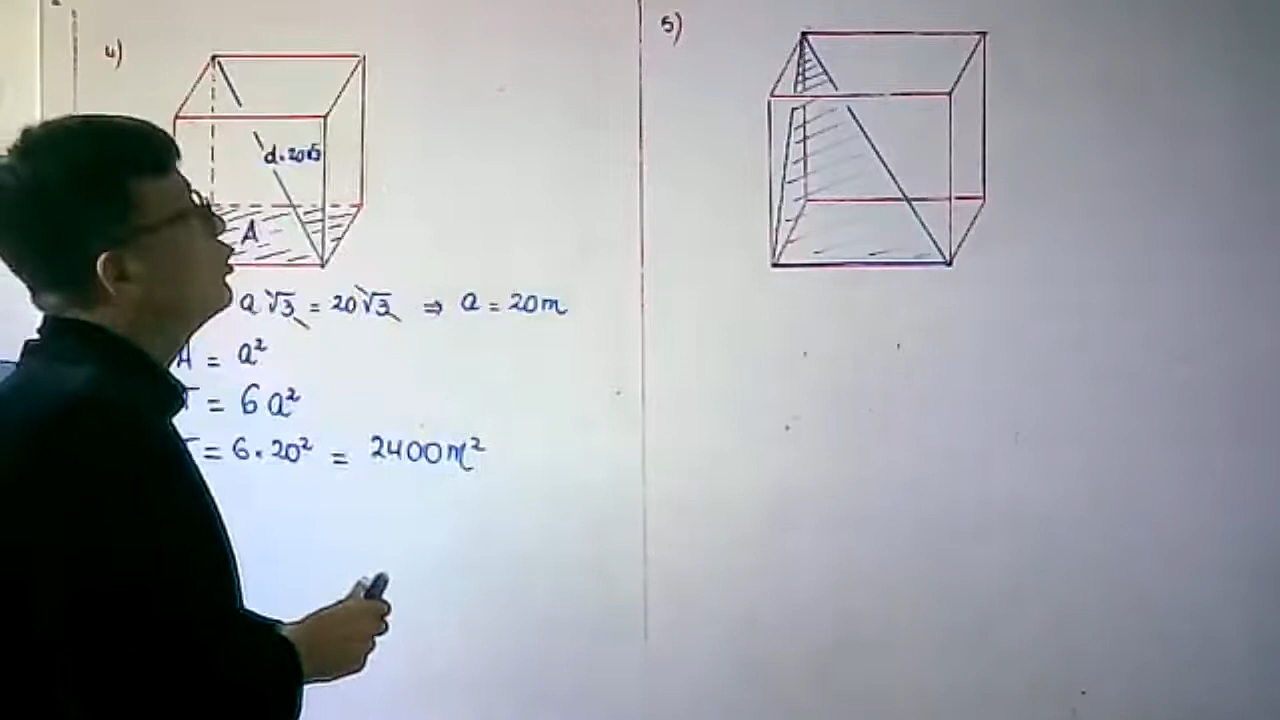 4)
d=20√3
A
a√3 = 20√3 ⇒ a = 20m
A = a²
= 6a²
= 6.20² = 2400m²
5)